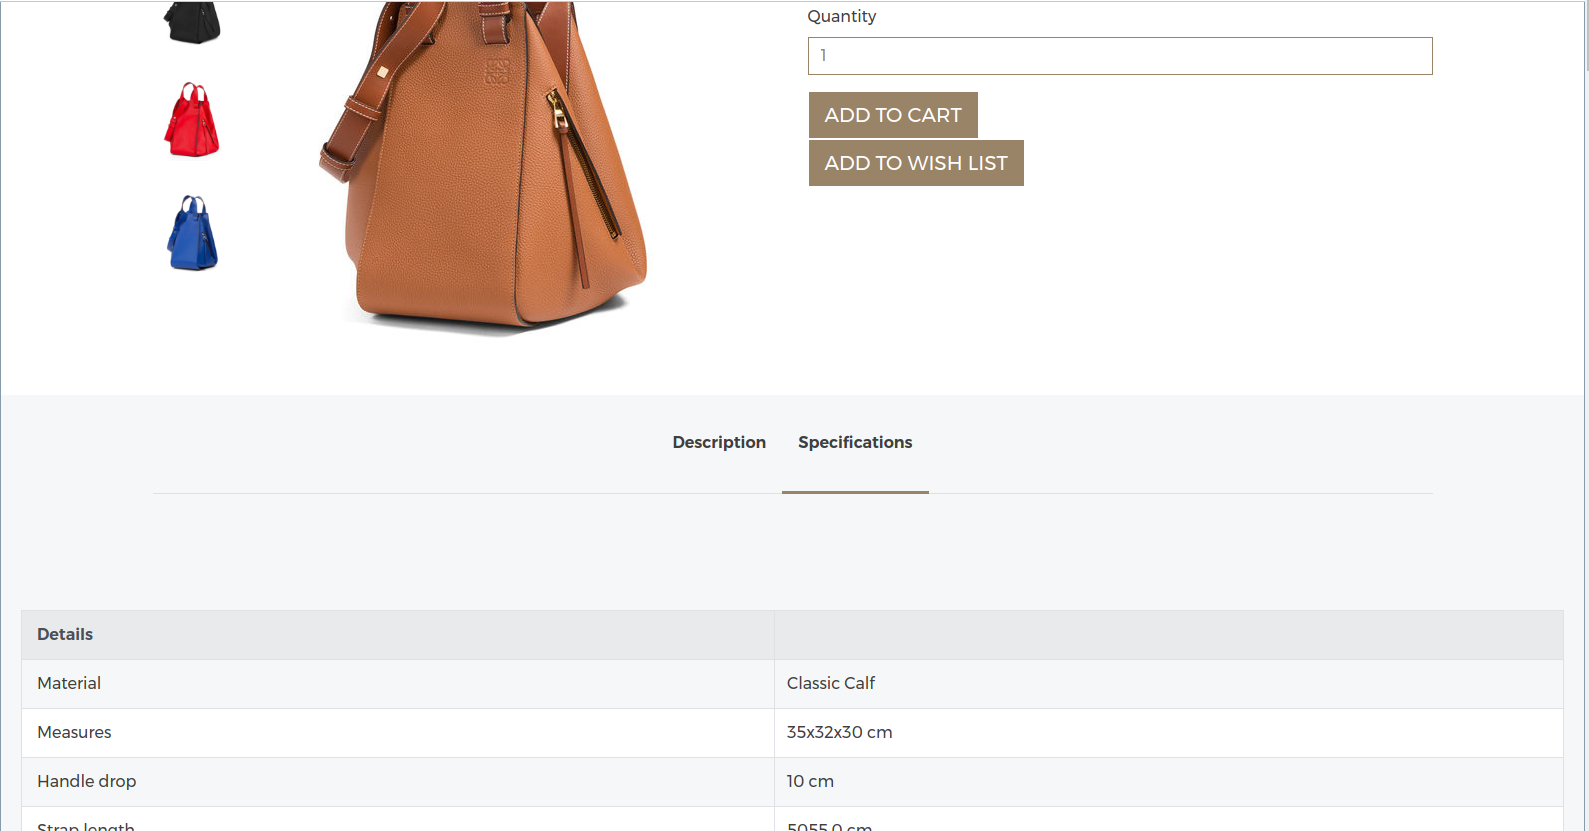 Quantity
1
ADD TO CART
ADD TO WISH LIST
Description Specifications
Details
Material Classic Calf
Measures 35x32x30 cm
Handle drop 10 cm
Strap length 5055.0 cm